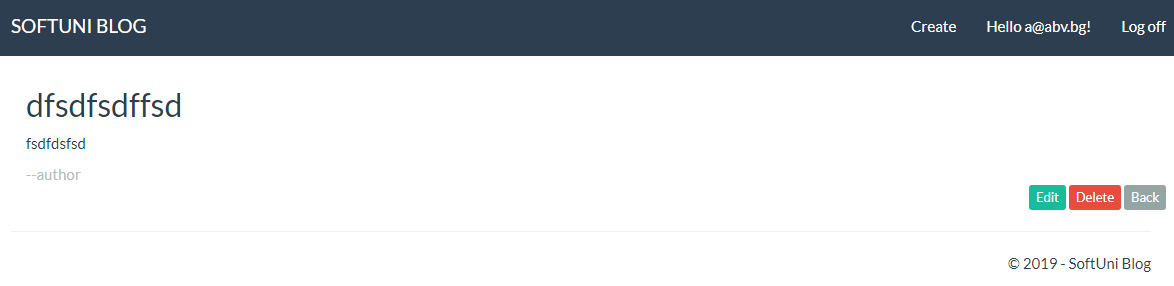 SOFTUNI BLOG Create Hello a@abv.bg! Log off
dfsdfsdffsd
fsdfdsfsd
--author
Edit Delete Back
© 2019 - SoftUni Blog